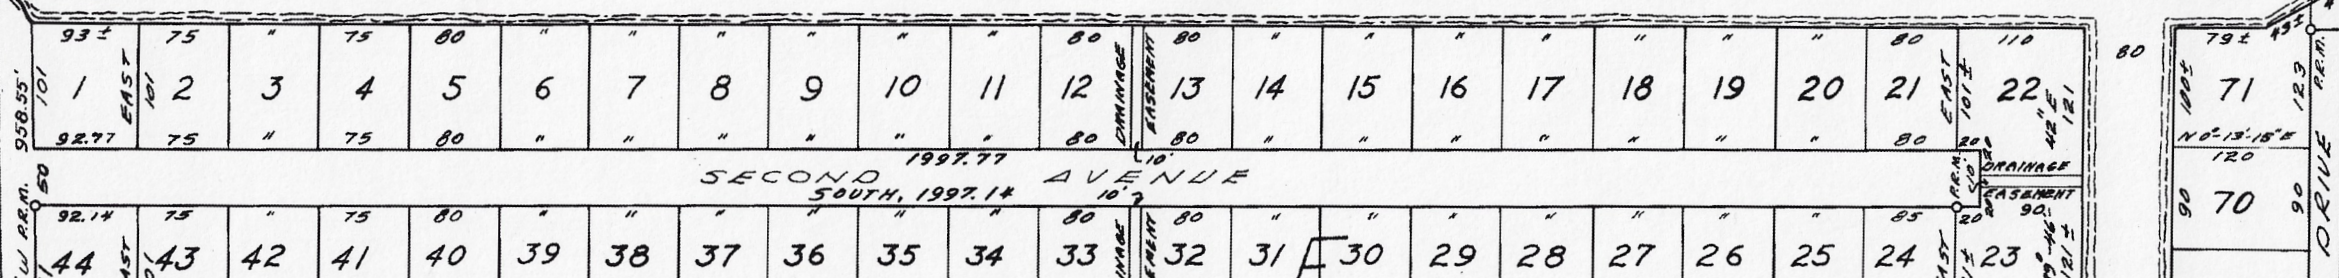 93± 75 " 75 80 " " " " " " 80 80 " " " " " " " 80 110 80 79± 49±
958.55' 101 1 EAST 101 2 3 4 5 6 7 8 9 10 11 12 DRAINAGE EASEMENT 13 14 15 16 17 18 19 20 21 EAST 101± 22 42" E 121 100± 71 123 P.R.M.
92.77 75 " 75 80 " " " " " " 80 80 " " " " " " " 80 20 20 N 0°-13'-15" E
1997.77 10'
50 SECOND AVENUE P.R.M. 10' DRAINAGE 120
P.R.M. SOUTH, 1997.14 10' EASEMENT 90 70 90 DRIVE
92.14 75 " 75 80 " " " " " " 80 80 " " " " " " " 85 20 20 90
44 43 42 41 40 39 38 37 36 35 34 33 32 31 30 29 28 27 26 25 24 23 46' 121±